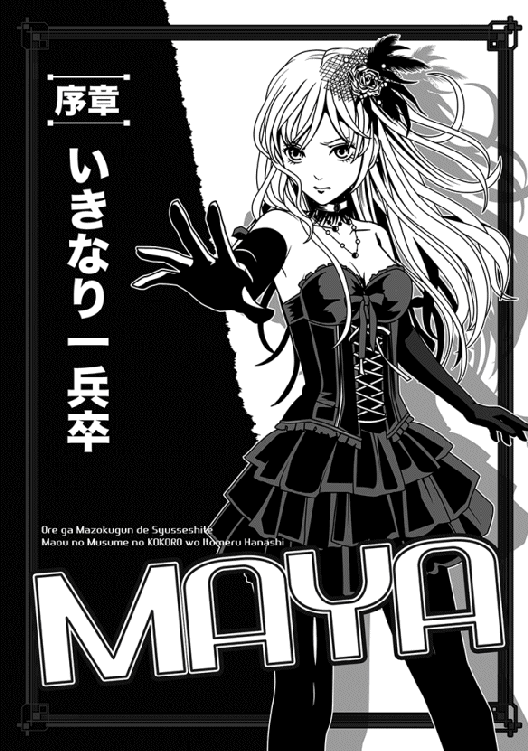 序章
いきなり一兵卒
Ore ga Mazokugun de Syusseshite
Maou no Musume no KOKORO wo Itomeru Hanashi
MAYA